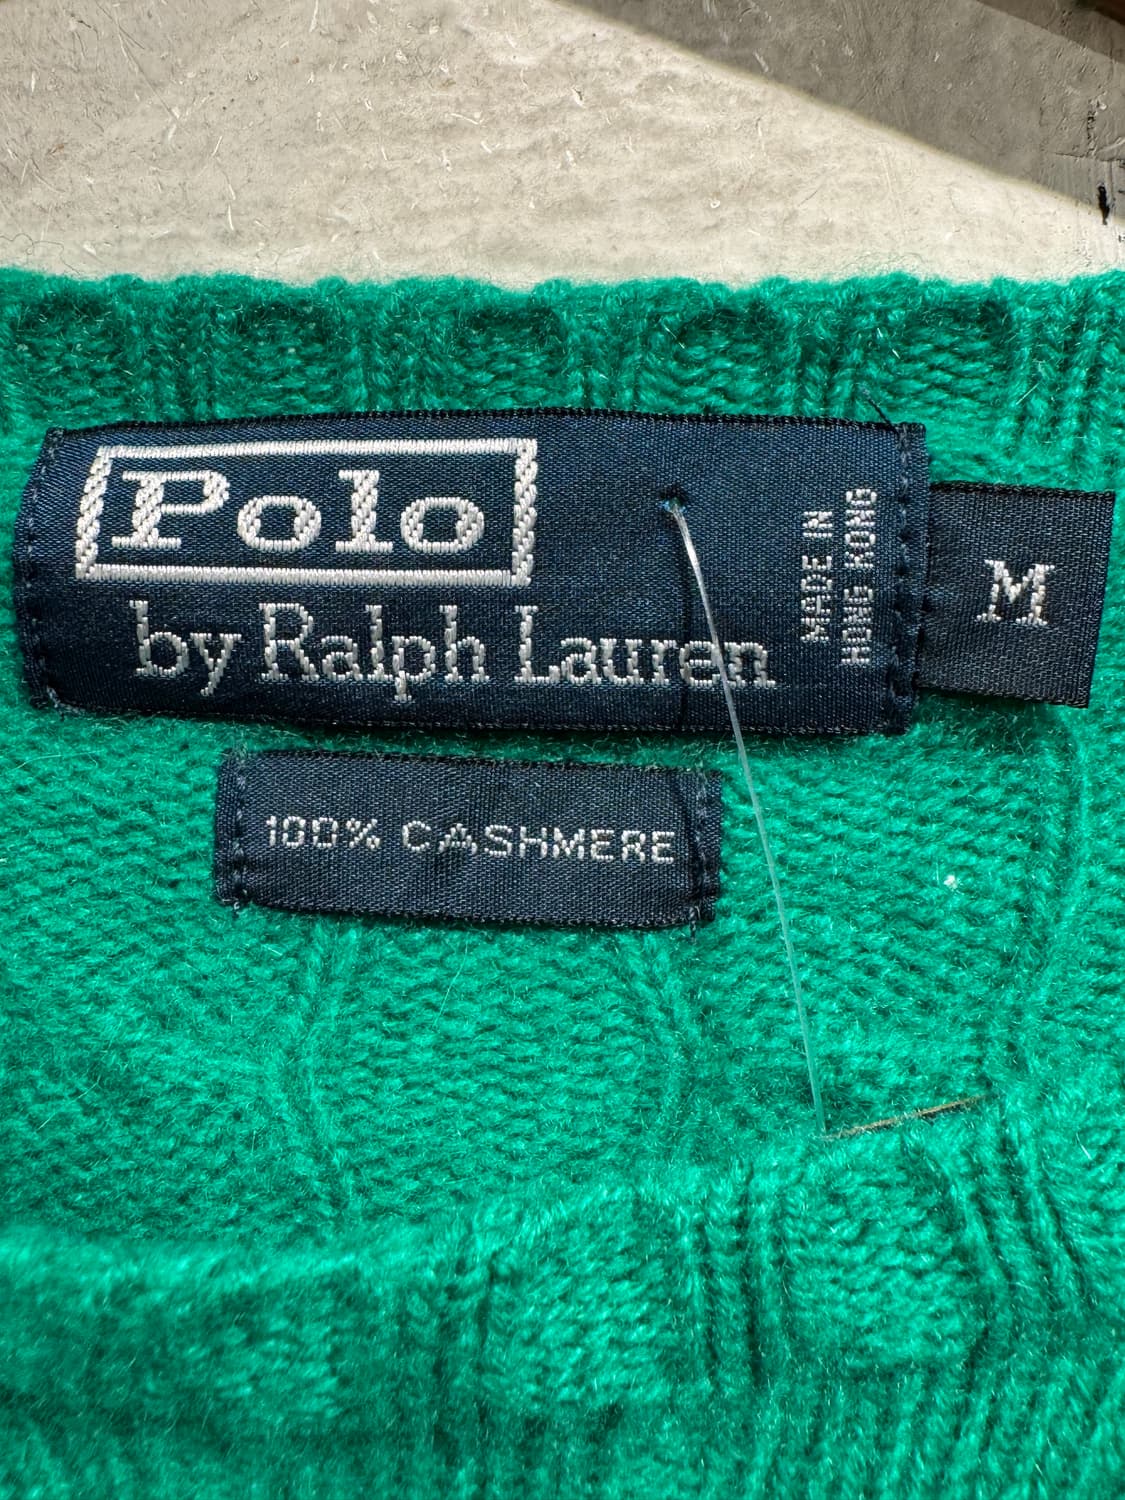 Polo
by Ralph Lauren
MADE IN
HONG KONG
M
100% CASHMERE